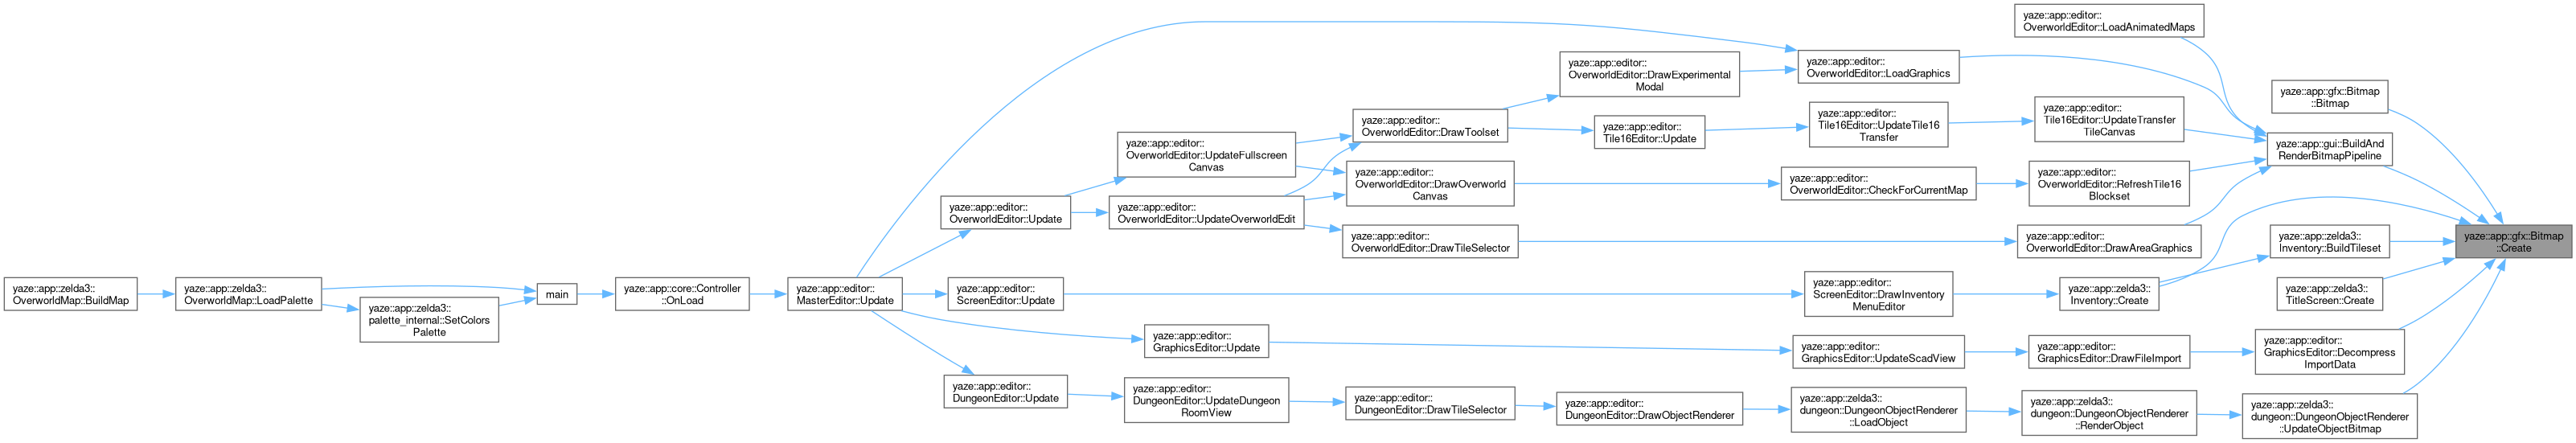 yaze::app::editor::
OverworldEditor::LoadAnimatedMaps
yaze::app::editor::
OverworldEditor::LoadGraphics
yaze::app::editor::
OverworldEditor::DrawExperimental
Modal
yaze::app::gfx::Bitmap
::Bitmap
yaze::app::editor::
OverworldEditor::DrawToolset
yaze::app::editor::
Tile16Editor::Update
yaze::app::editor::
Tile16Editor::UpdateTile16
Transfer
yaze::app::editor::
Tile16Editor::UpdateTransfer
TileCanvas
yaze::app::gui::BuildAnd
RenderBitmapPipeline
yaze::app::editor::
OverworldEditor::UpdateFullscreen
Canvas
yaze::app::editor::
OverworldEditor::DrawOverworld
Canvas
yaze::app::editor::
OverworldEditor::CheckForCurrentMap
yaze::app::editor::
OverworldEditor::RefreshTile16
Blockset
yaze::app::editor::
OverworldEditor::Update
yaze::app::editor::
OverworldEditor::UpdateOverworldEdit
yaze::app::editor::
OverworldEditor::DrawTileSelector
yaze::app::editor::
OverworldEditor::DrawAreaGraphics
yaze::app::zelda3::
Inventory::BuildTileset
yaze::app::gfx::Bitmap
::Create
yaze::app::zelda3::
OverworldMap::BuildMap
yaze::app::zelda3::
OverworldMap::LoadPalette
yaze::app::zelda3::
palette_internal::SetColors
Palette
main
yaze::app::core::Controller
::OnLoad
yaze::app::editor::
MasterEditor::Update
yaze::app::editor::
ScreenEditor::Update
yaze::app::editor::
ScreenEditor::DrawInventory
MenuEditor
yaze::app::zelda3::
Inventory::Create
yaze::app::zelda3::
TitleScreen::Create
yaze::app::editor::
GraphicsEditor::Update
yaze::app::editor::
GraphicsEditor::UpdateScadView
yaze::app::editor::
GraphicsEditor::DrawFileImport
yaze::app::editor::
GraphicsEditor::Decompress
ImportData
yaze::app::editor::
DungeonEditor::Update
yaze::app::editor::
DungeonEditor::UpdateDungeon
RoomView
yaze::app::editor::
DungeonEditor::DrawTileSelector
yaze::app::editor::
DungeonEditor::DrawObjectRenderer
yaze::app::zelda3::
dungeon::DungeonObjectRenderer
::LoadObject
yaze::app::zelda3::
dungeon::DungeonObjectRenderer
::RenderObject
yaze::app::zelda3::
dungeon::DungeonObjectRenderer
::UpdateObjectBitmap